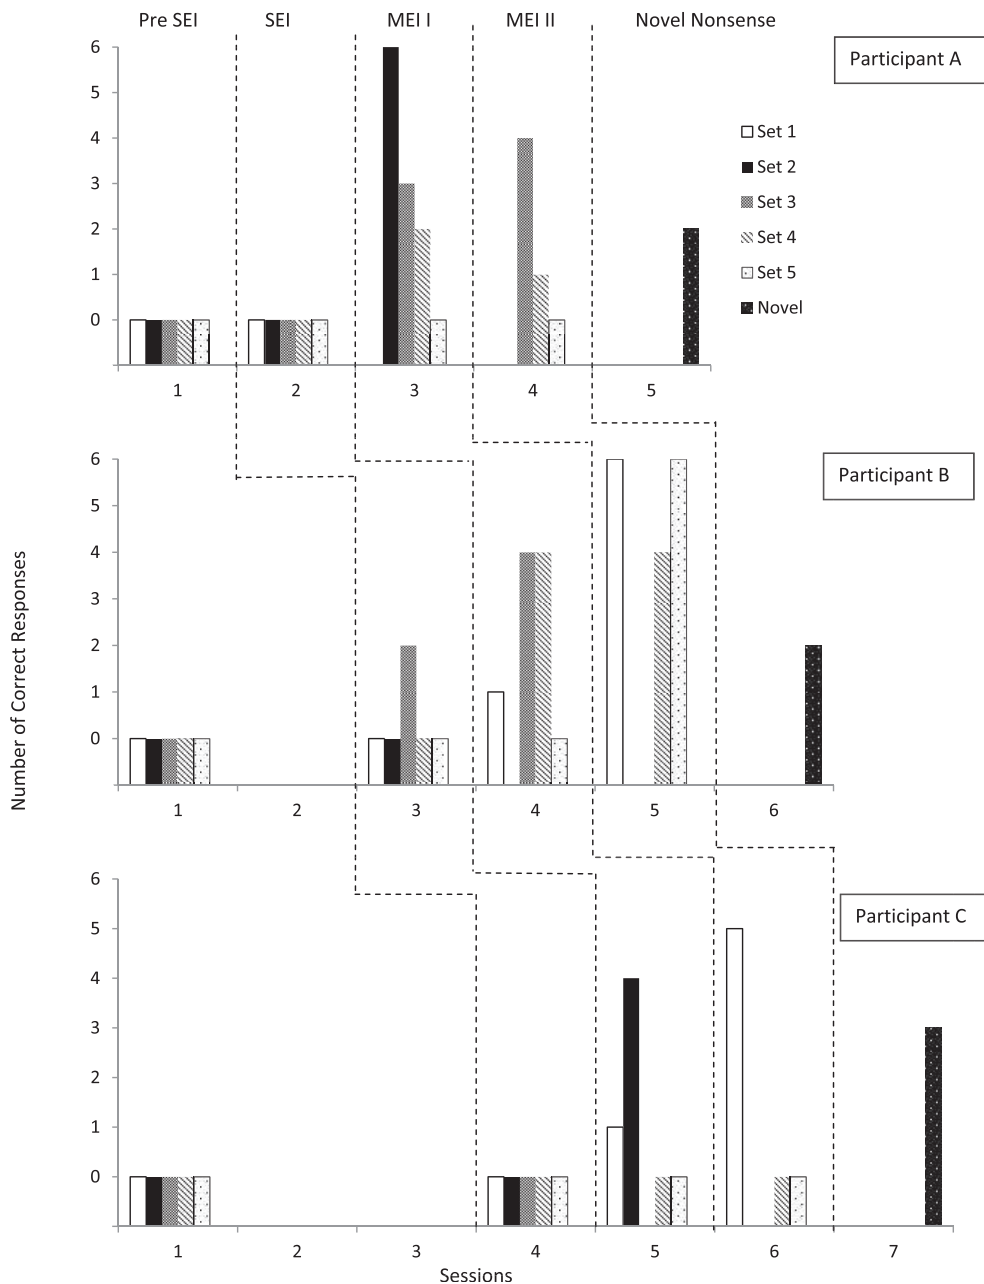 Pre SEI SEI MEI I MEI II Novel Nonsense
Participant A
6
5
4
3
2
1
0
Set 1
Set 2
Set 3
Set 4
Set 5
Novel
1 2 3 4 5
Participant B
6
5
4
3
2
1
0
Number of Correct Responses
1 2 3 4 5 6
Participant C
6
5
4
3
2
1
0
1 2 3 4 5 6 7
Sessions